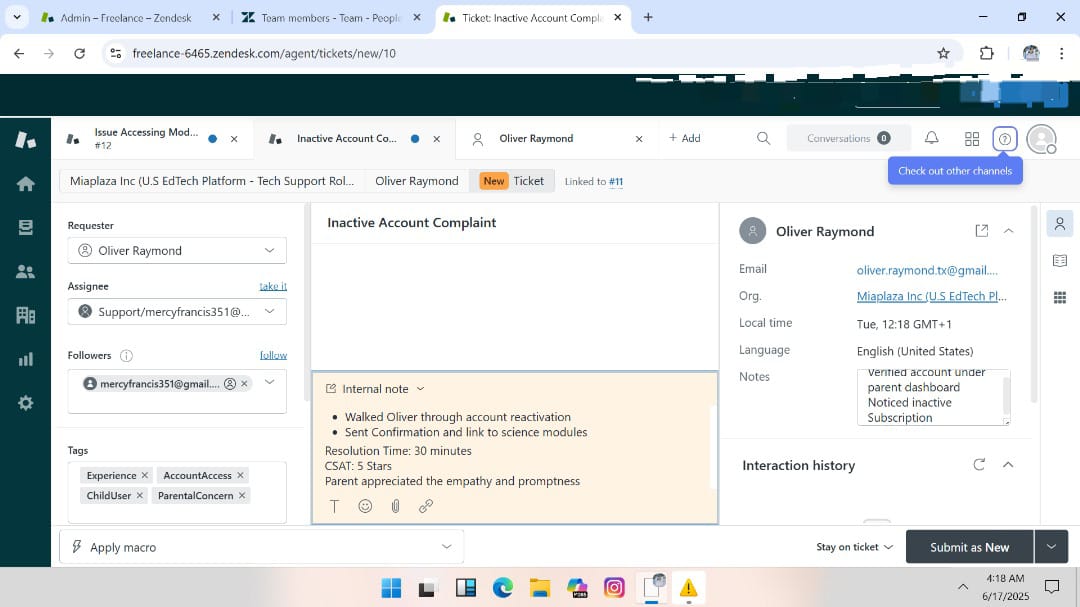 Admin – Freelance – Zendesk
Team members - Team - People
Ticket: Inactive Account Compla
freelance-6465.zendesk.com/agent/tickets/new/10
Issue Accessing Mod...
#12
Inactive Account Co...
Oliver Raymond
+ Add
Conversations 0
Check out other channels
Miaplaza Inc (U.S EdTech Platform - Tech Support Rol...
Oliver Raymond
New Ticket
Linked to #11
Requester
Oliver Raymond
Assignee
take it
Support/mercyfrancis351@...
Followers
follow
mercyfrancis351@gmail....
Tags
Experience
AccountAccess
ChildUser
ParentalConcern
Inactive Account Complaint
Internal note
• Walked Oliver through account reactivation
• Sent Confirmation and link to science modules
Resolution Time: 30 minutes
CSAT: 5 Stars
Parent appreciated the empathy and promptness
Oliver Raymond
Email
oliver.raymond.tx@gmail....
Org.
Miaplaza Inc (U.S EdTech Pl...
Local time
Tue, 12:18 GMT+1
Language
English (United States)
Notes
Verified account under
parent dashboard
Noticed inactive
Subscription
Interaction history
Apply macro
Stay on ticket
Submit as New
4:18 AM
6/17/2025